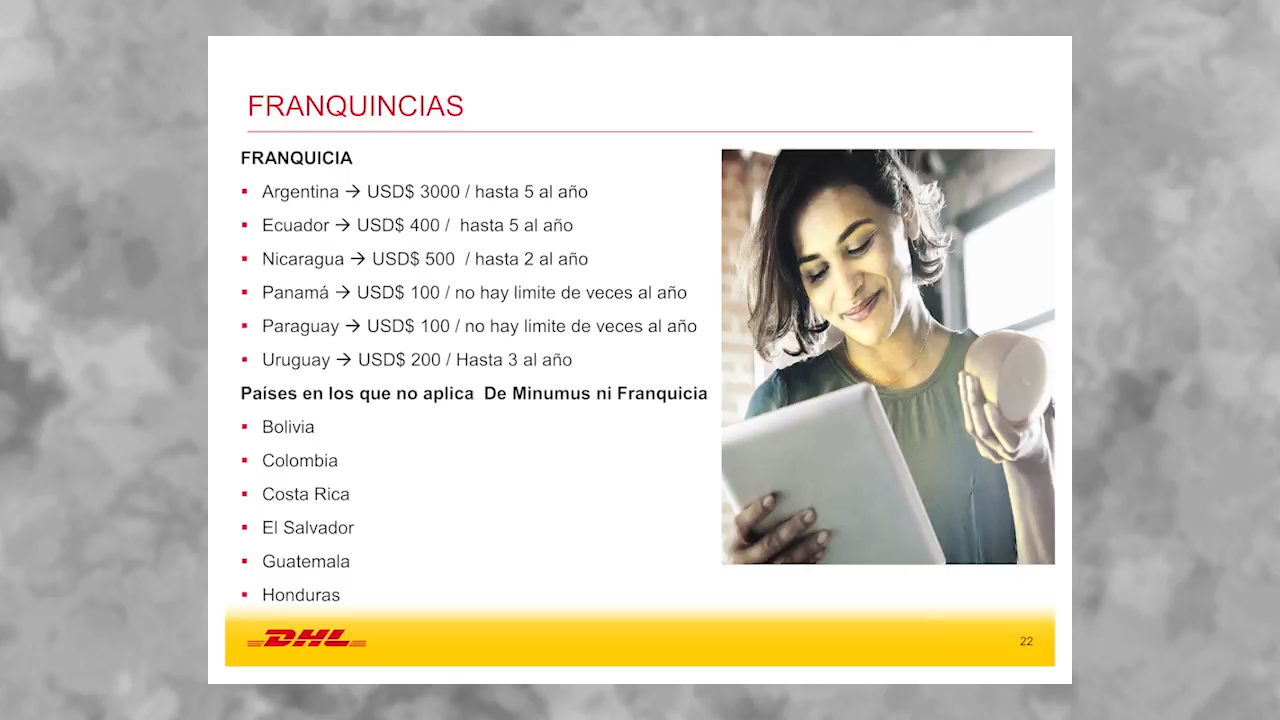 FRANQUINCIAS
FRANQUICIA
▪ Argentina → USD$ 3000 / hasta 5 al año
▪ Ecuador → USD$ 400 /  hasta 5 al año
▪ Nicaragua → USD$ 500  / hasta 2 al año
▪ Panamá → USD$ 100 / no hay limite de veces al año
▪ Paraguay → USD$ 100 / no hay limite de veces al año
▪ Uruguay → USD$ 200 / Hasta 3 al año
Países en los que no aplica  De Minumus ni Franquicia
▪ Bolivia
▪ Colombia
▪ Costa Rica
▪ El Salvador
▪ Guatemala
▪ Honduras
DHL
22